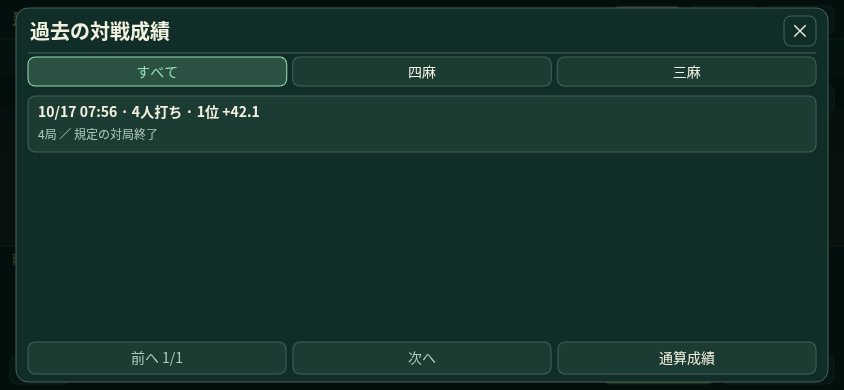 過去の対戦成績
すべて
四麻
三麻
10/17 07:56・4人打ち・1位 +42.1
4局 ／ 規定の対局終了
前へ 1/1
次へ
通算成績